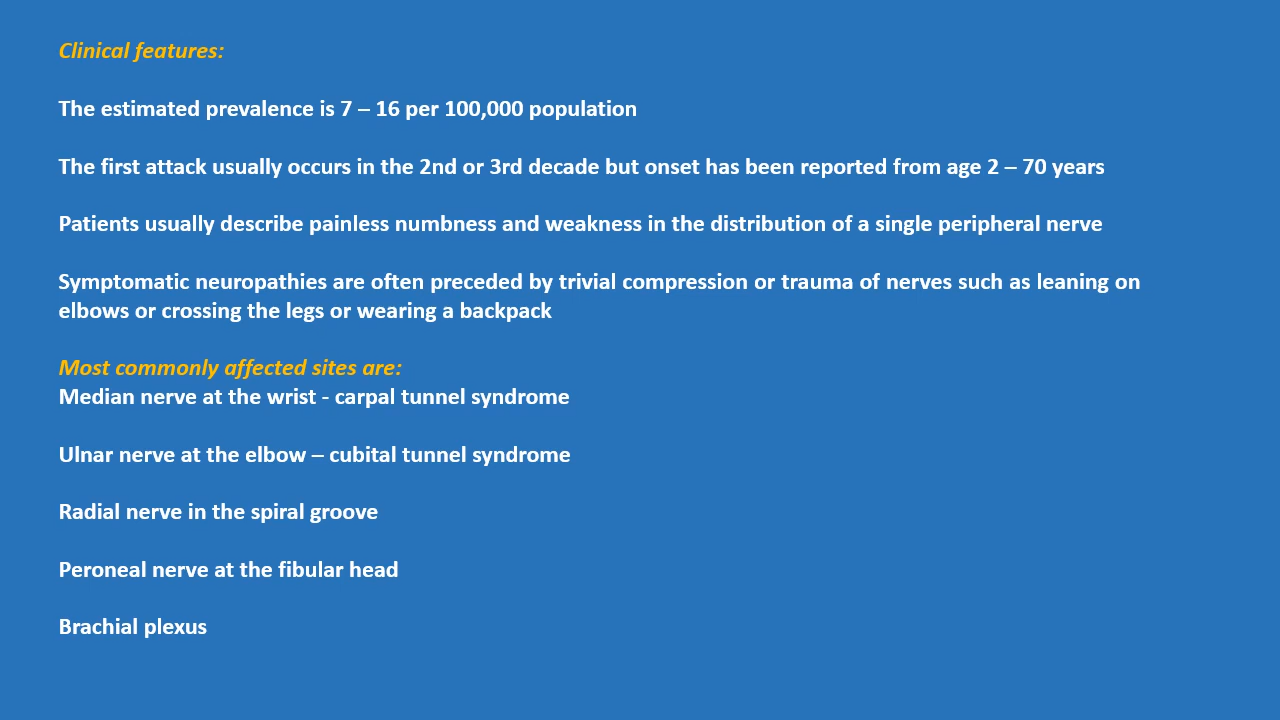 Clinical features:
The estimated prevalence is 7 – 16 per 100,000 population
The first attack usually occurs in the 2nd or 3rd decade but onset has been reported from age 2 – 70 years
Patients usually describe painless numbness and weakness in the distribution of a single peripheral nerve
Symptomatic neuropathies are often preceded by trivial compression or trauma of nerves such as leaning on
elbows or crossing the legs or wearing a backpack
Most commonly affected sites are:
Median nerve at the wrist - carpal tunnel syndrome
Ulnar nerve at the elbow – cubital tunnel syndrome
Radial nerve in the spiral groove
Peroneal nerve at the fibular head
Brachial plexus